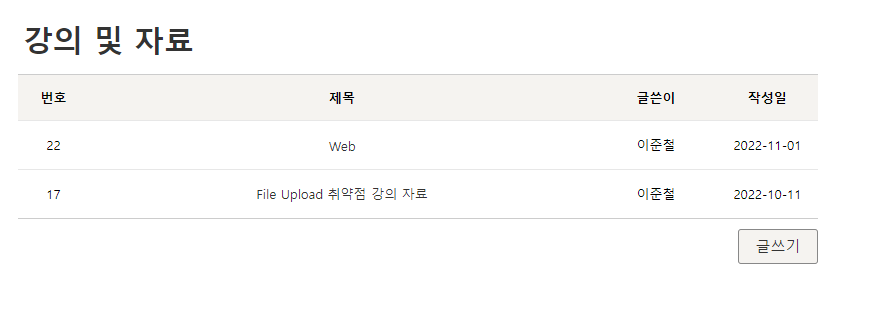 강의 및 자료
번호 제목 글쓴이 작성일
22 Web 이준철 2022-11-01
17 File Upload 취약점 강의 자료 이준철 2022-10-11
글쓰기